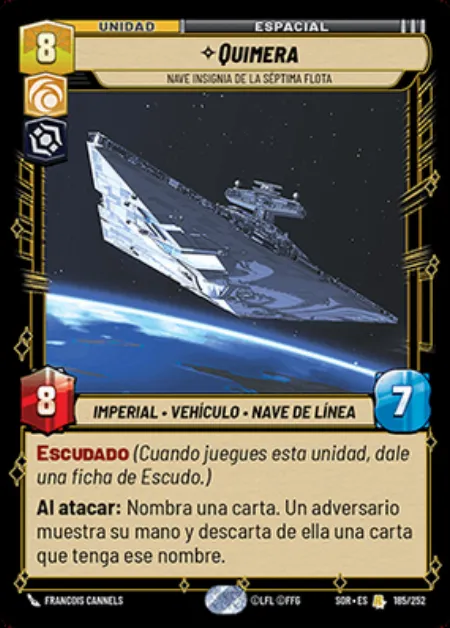 8
UNIDAD
ESPACIAL
QUIMERA
NAVE INSIGNIA DE LA SÉPTIMA FLOTA
8
IMPERIAL • VEHÍCULO • NAVE DE LÍNEA
7
ESCUDADO (Cuando juegues esta unidad, dale
una ficha de Escudo.)
Al atacar: Nombra una carta. Un adversario
muestra su mano y descarta de ella una carta
que tenga ese nombre.
FRANCOIS CANNELS
©LFL ©FFG
SOR • ES
185/252